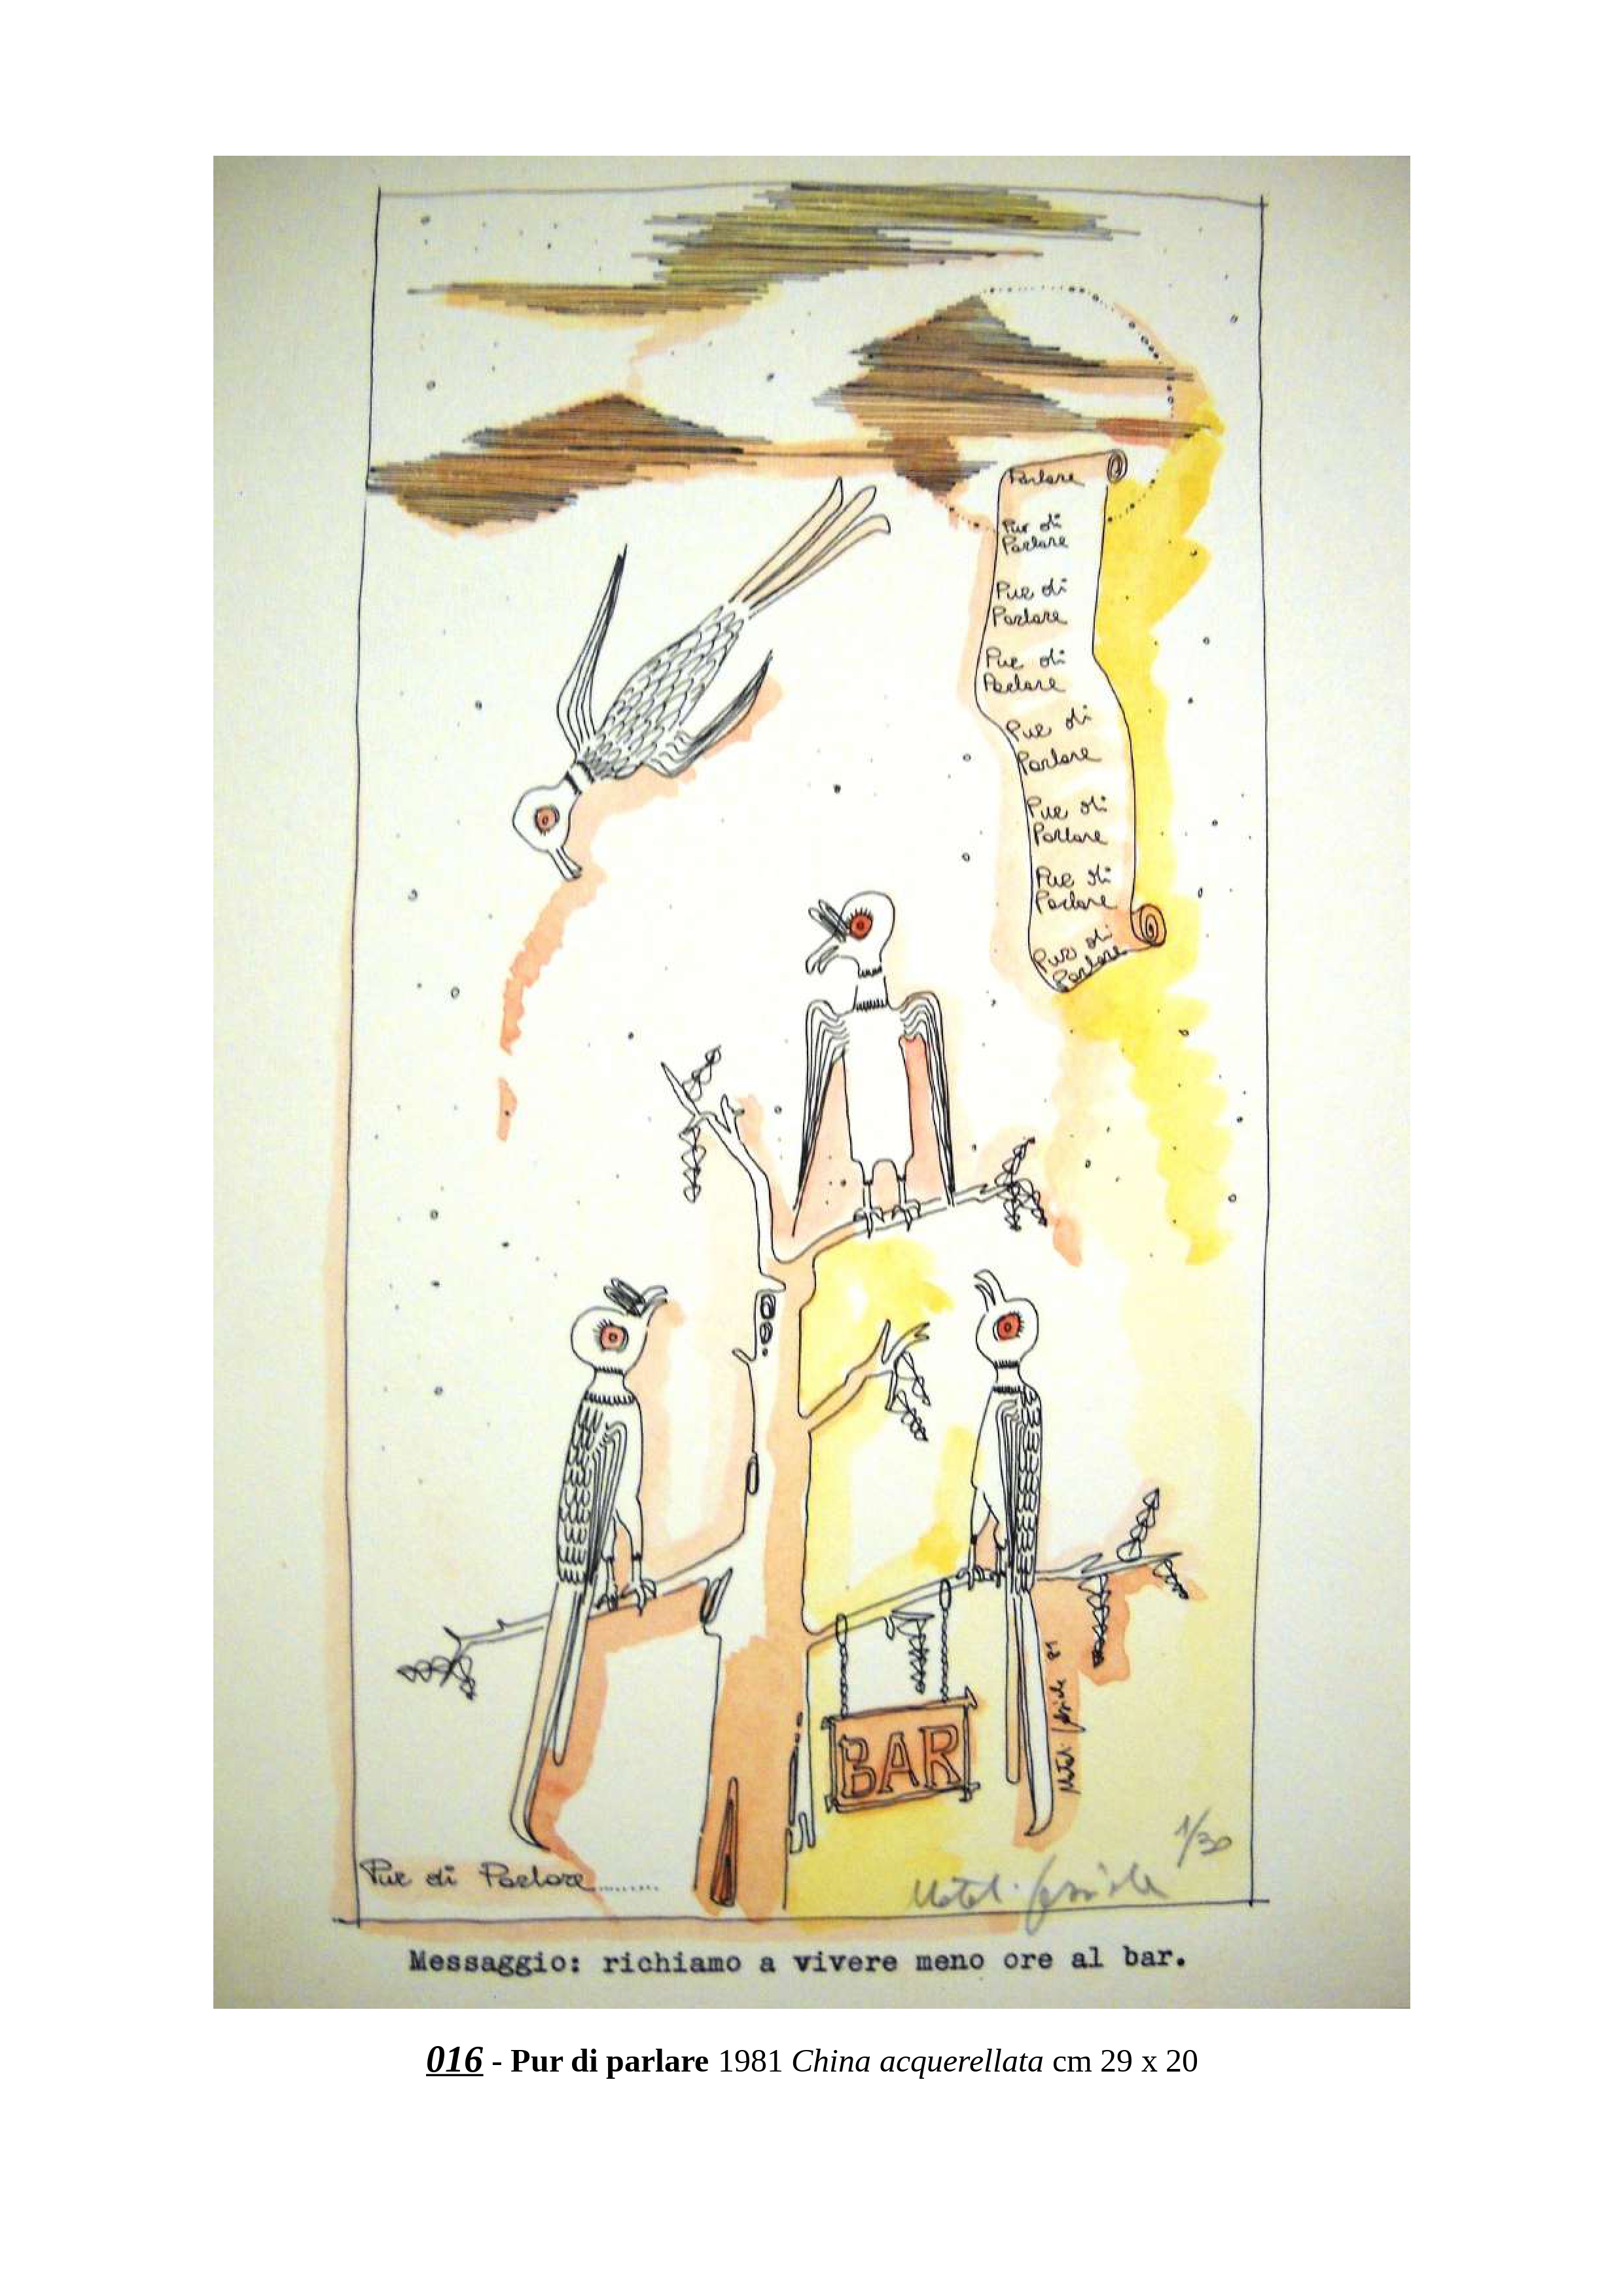 Parlare
Pur di
Parlare
Pur di
Parlare
Pur di
Parlare
Pur di
Parlare
Pur di
Parlare
Pur di
Parlare
Pur di
Parlare
BAR
81
1/30
Pur di Parlare.........
Messaggio: richiamo a vivere meno ore al bar.
016 - Pur di parlare 1981 China acquerellata cm 29 x 20